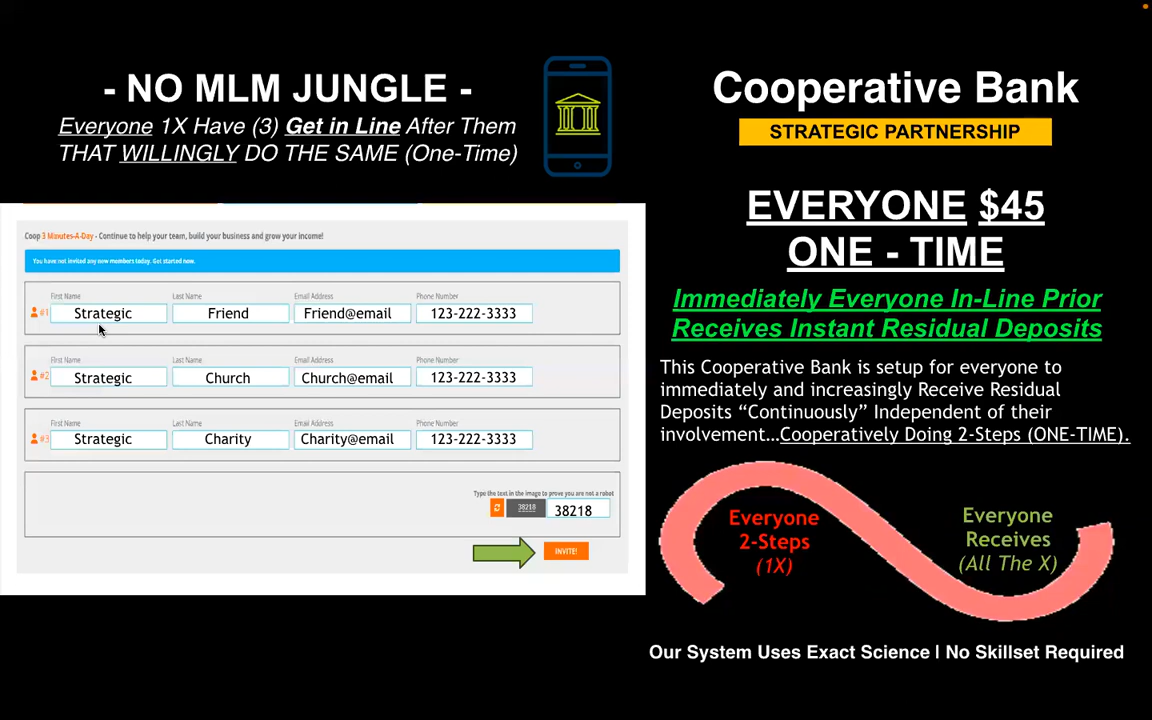 - NO MLM JUNGLE -
Everyone 1X Have (3) Get in Line After Them
THAT WILLINGLY DO THE SAME (One-Time)
Coop 3 Minutes-A-Day - Continue to help your team, build your business and grow your income!
You have not invited any new members today. Get started now.
First Name Last Name Email Address Phone Number
#1 Strategic Friend Friend@email 123-222-3333
First Name Last Name Email Address Phone Number
#2 Strategic Church Church@email 123-222-3333
First Name Last Name Email Address Phone Number
#3 Strategic Charity Charity@email 123-222-3333
Type the text in the image to prove you are not a robot
38218 38218
INVITE!
Cooperative Bank
STRATEGIC PARTNERSHIP
EVERYONE $45
ONE - TIME
Immediately Everyone In-Line Prior
Receives Instant Residual Deposits
This Cooperative Bank is setup for everyone to
immediately and increasingly Receive Residual
Deposits “Continuously” Independent of their
involvement…Cooperatively Doing 2-Steps (ONE-TIME).
Everyone
2-Steps
(1X)
Everyone
Receives
(All The X)
Our System Uses Exact Science | No Skillset Required